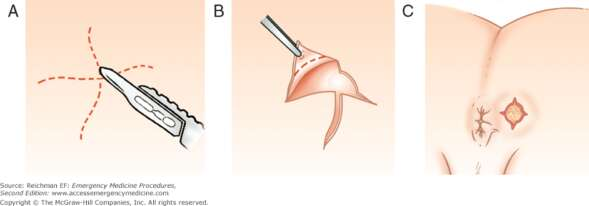 A B C
Source: Reichman EF: Emergency Medicine Procedures,
Second Edition: www.accessemergencymedicine.com
Copyright © The McGraw-Hill Companies, Inc. All rights reserved.